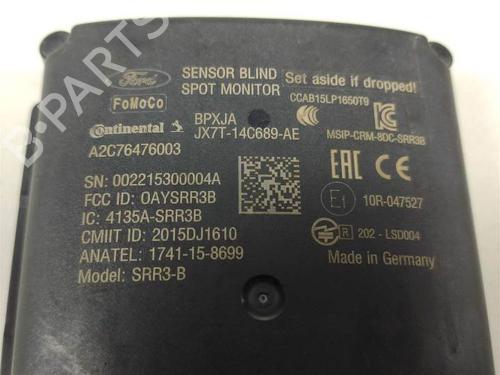 Ford
SENSOR BLIND
SPOT MONITOR
Set aside if dropped!
FoMoCo
CCAB15LP1650T9
Continental
BPXJA
JX7T-14C689-AE
MSIP-CRM-8DC-SRR3B
A2C76476003
SN: 002215300004A
FCC ID: OAYSRR3B
IC: 4135A-SRR3B
CMIIT ID: 2015DJ1610
ANATEL: 1741-15-8699
Model: SRR3-B
EAC CE
E1 10R-047527
R 202 - LSD004
Made in Germany
B-PARTS